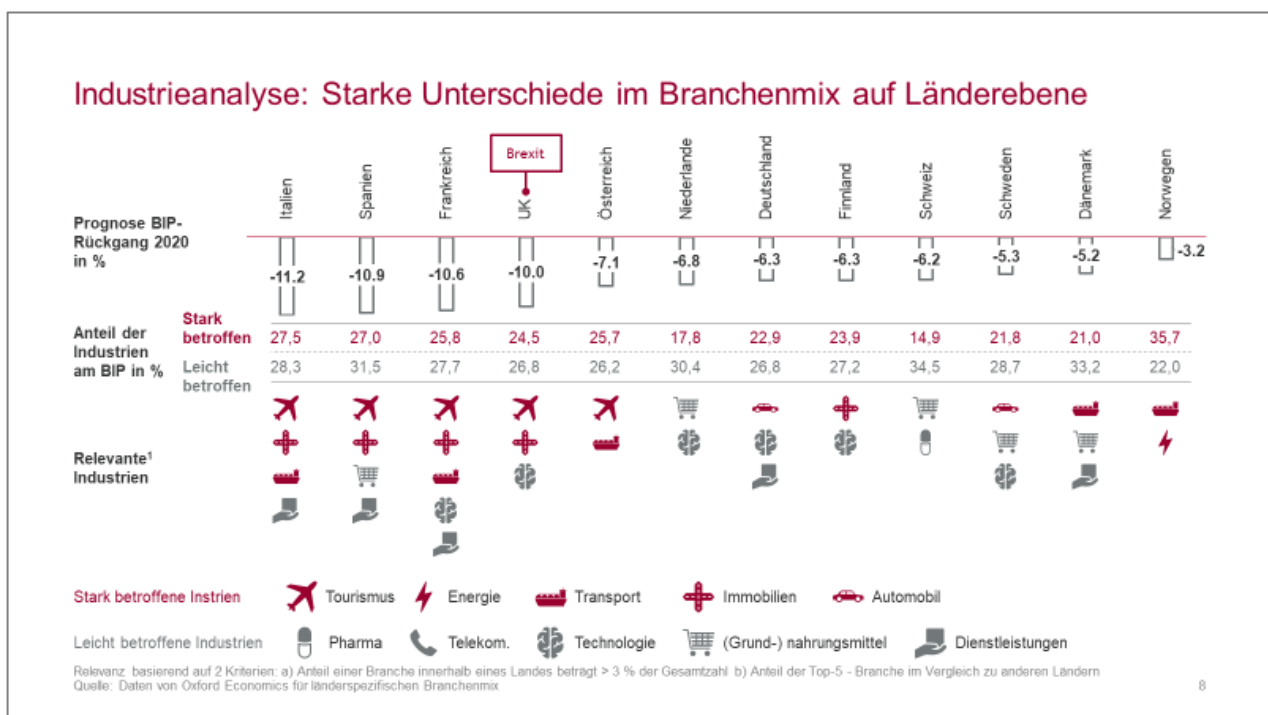 Industrieanalyse: Starke Unterschiede im Branchenmix auf Länderebene
Brexit
Italien
Spanien
Frankreich
UK
Österreich
Niederlande
Deutschland
Finnland
Schweiz
Schweden
Dänemark
Norwegen
Prognose BIP-
Rückgang 2020
in %
-11.2 -10.9 -10.6 -10.0 -7.1 -6.8 -6.3 -6.3 -6.2 -5.3 -5.2 -3.2
Anteil der
Industrien
am BIP in %
Stark
betroffen
27,5 27,0 25,8 24,5 25,7 17,8 22,9 23,9 14,9 21,8 21,0 35,7
Leicht
betroffen
28,3 31,5 27,7 26,8 26,2 30,4 26,8 27,2 34,5 28,7 33,2 22,0
Relevante¹
Industrien
Stark betroffene Instrien Tourismus Energie Transport Immobilien Automobil
Leicht betroffene Industrien Pharma Telekom. Technologie (Grund-) nahrungsmittel Dienstleistungen
Relevanz basierend auf 2 Kriterien: a) Anteil einer Branche innerhalb eines Landes beträgt > 3 % der Gesamtzahl b) Anteil der Top-5 - Branche im Vergleich zu anderen Ländern
Quelle: Daten von Oxford Economics für länderspezifischen Branchenmix
8